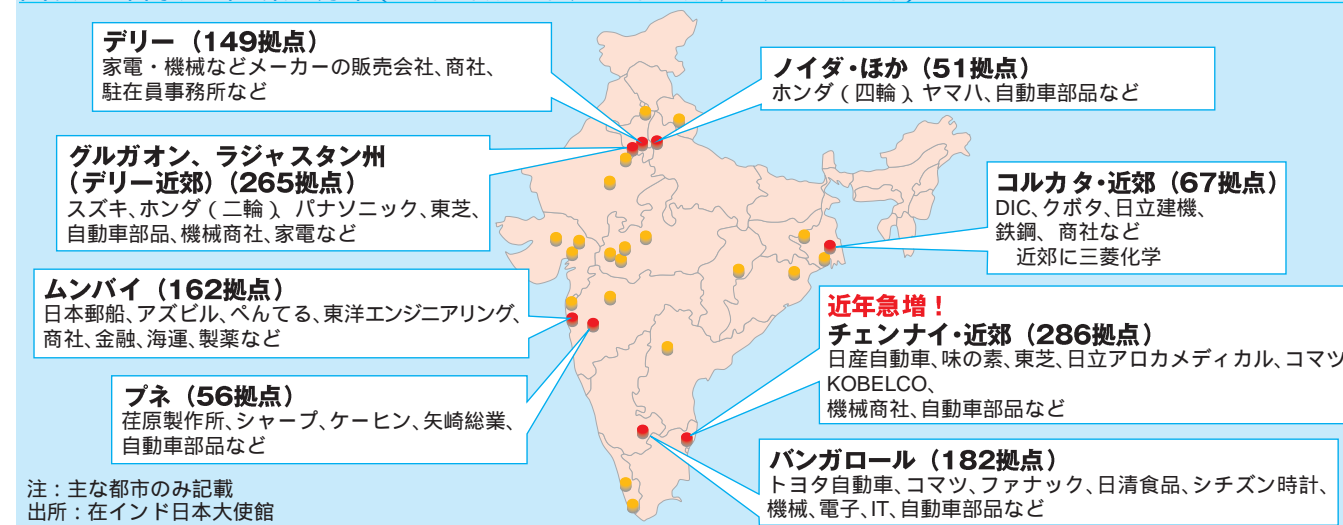 デリー（149拠点）
家電・機械などメーカーの販売会社、商社、
駐在員事務所など
ノイダ・ほか（51拠点）
ホンダ（四輪）、ヤマハ、自動車部品など
グルガオン、ラジャスタン州
（デリー近郊）（265拠点）
スズキ、ホンダ（二輪）、パナソニック、東芝、
自動車部品、機械商社、家電など
コルカタ・近郊（67拠点）
DIC、クボタ、日立建機、
鉄鋼、商社など
近郊に三菱化学
ムンバイ（162拠点）
日本郵船、アズビル、ぺんてる、東洋エンジニアリング、
商社、金融、海運、製薬など
近年急増！
チェンナイ・近郊（286拠点）
日産自動車、味の素、東芝、日立アロカメディカル、コマツ
KOBELCO、
機械商社、自動車部品など
プネ（56拠点）
荏原製作所、シャープ、ケーヒン、矢崎総業、
自動車部品など
バンガロール（182拠点）
トヨタ自動車、コマツ、ファナック、日清食品、シチズン時計、
機械、電子、IT、自動車部品など
注：主な都市のみ記載
出所：在インド日本大使館